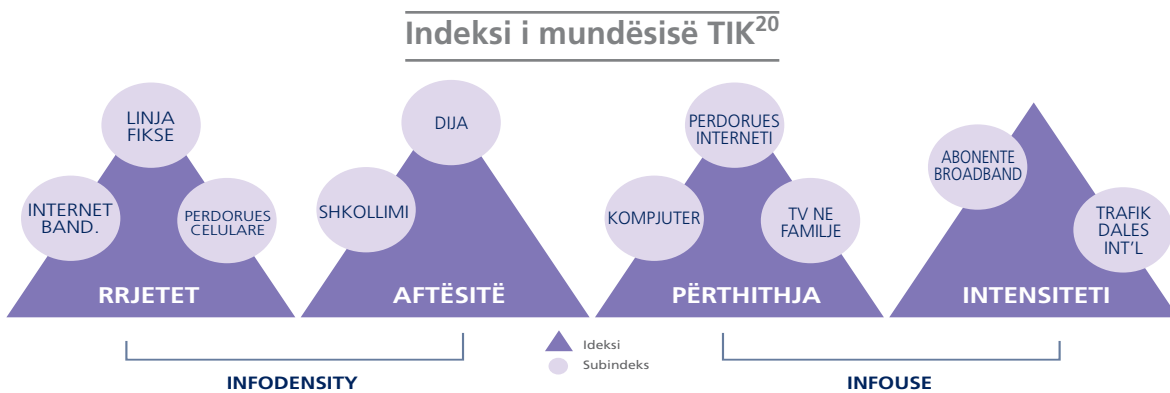 Indeksi i mundësisë TIK20
LINJA
FIKSE
INTERNET
BAND.
PERDORUES
CELULARE
RRJETET
DIJA
SHKOLLIMI
AFTËSITË
PERDORUES
INTERNETI
KOMPJUTER
TV NE
FAMILJE
PËRTHITHJA
ABONENTE
BROADBAND
TRAFIK
DALES
INT'L
INTENSITETI
Ideksi
Subindeks
INFODENSITY
INFOUSE